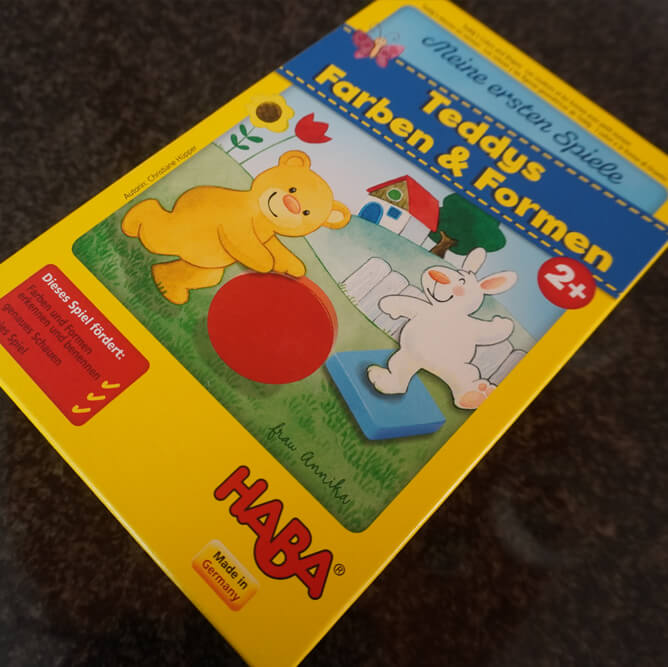 Meine ersten Spiele
Teddys
Farben & Formen
2+
Autorin: Christiane Hüpper
Dieses Spiel fördert:
Farben und Formen
erkennen und benennen
genaues Schauen
Spiel
frau Annika
HABA®
Made in
Germany